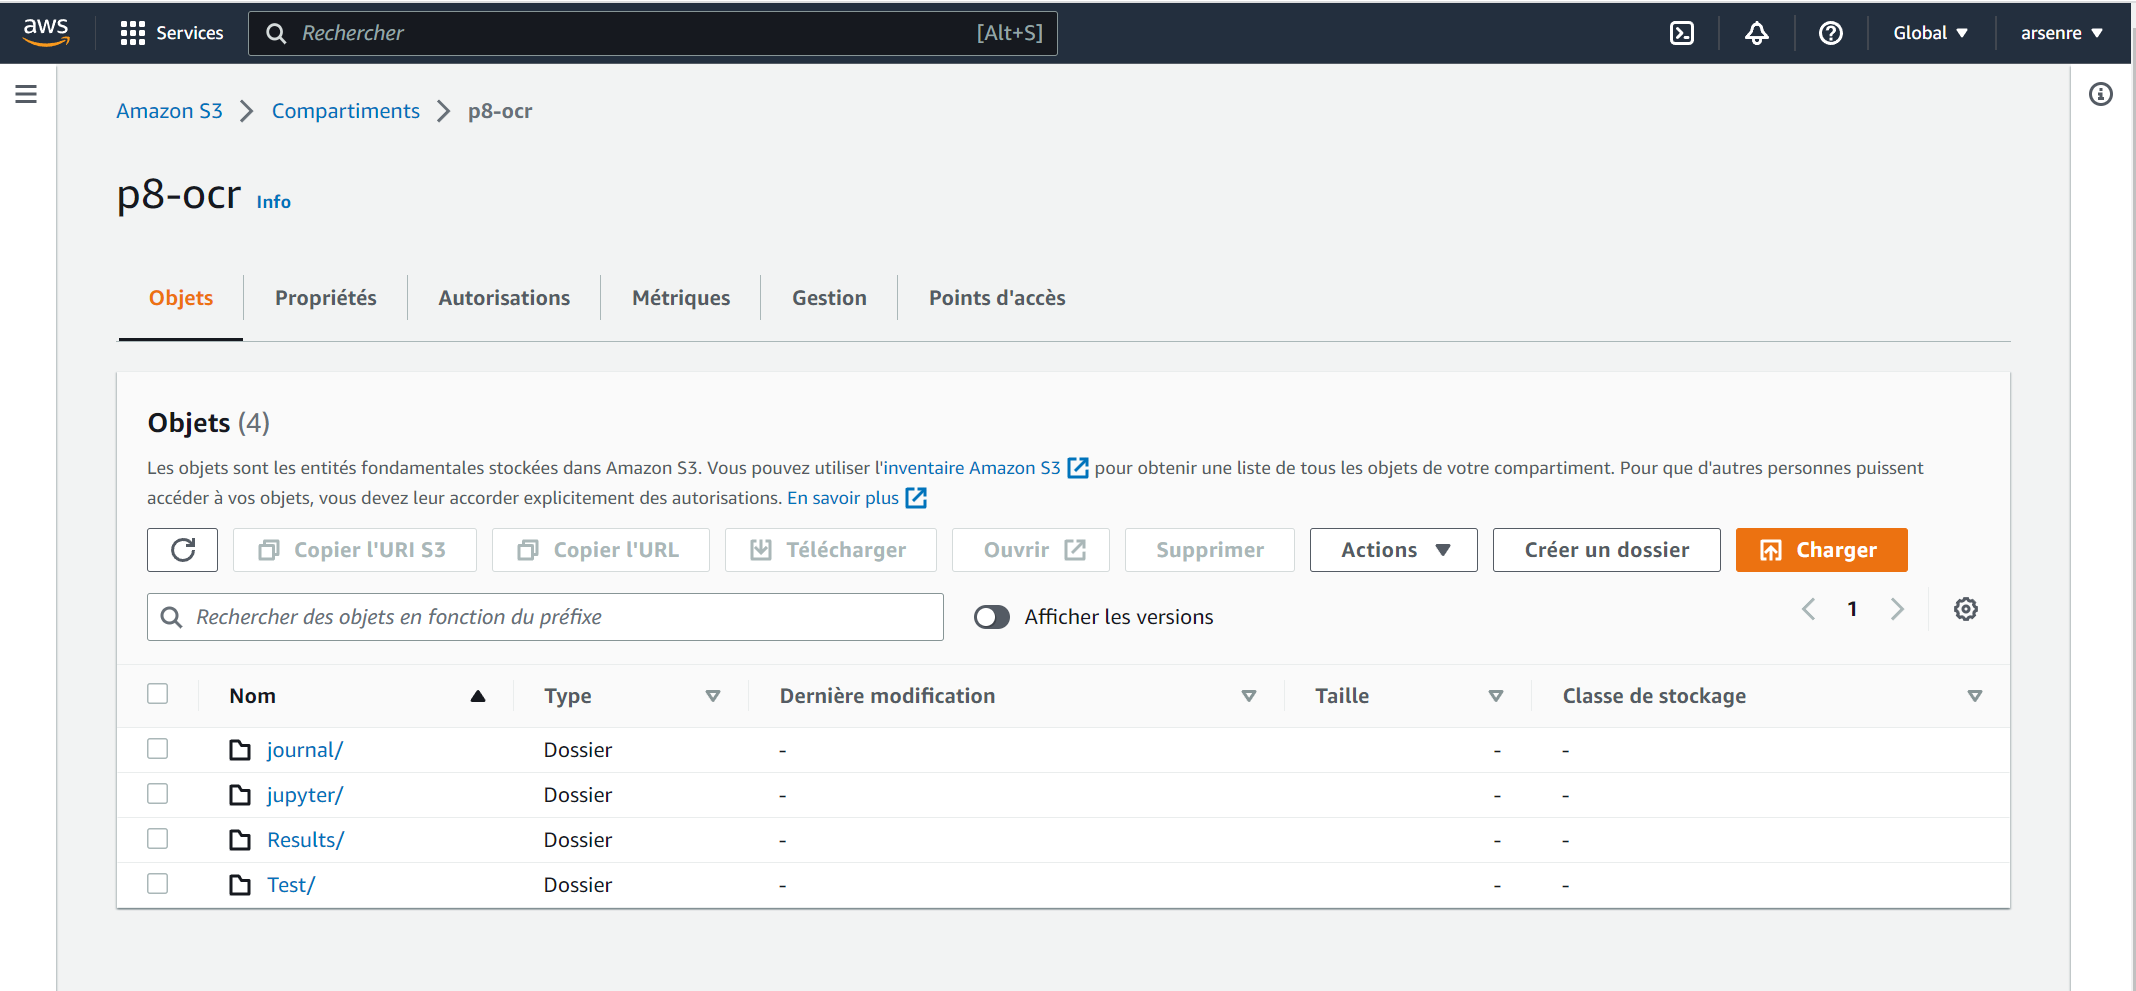 aws Services Rechercher [Alt+S] Global arsenre
Amazon S3 Compartiments p8-ocr
p8-ocr Info
Objets Propriétés Autorisations Métriques Gestion Points d'accès
Objets (4)
Les objets sont les entités fondamentales stockées dans Amazon S3. Vous pouvez utiliser l'inventaire Amazon S3 pour obtenir une liste de tous les objets de votre compartiment. Pour que d'autres personnes puissent
accéder à vos objets, vous devez leur accorder explicitement des autorisations. En savoir plus
Copier l'URI S3 Copier l'URL Télécharger Ouvrir Supprimer Actions Créer un dossier Charger
Rechercher des objets en fonction du préfixe Afficher les versions 1
Nom Type Dernière modification Taille Classe de stockage
journal/ Dossier - - -
jupyter/ Dossier - - -
Results/ Dossier - - -
Test/ Dossier - - -